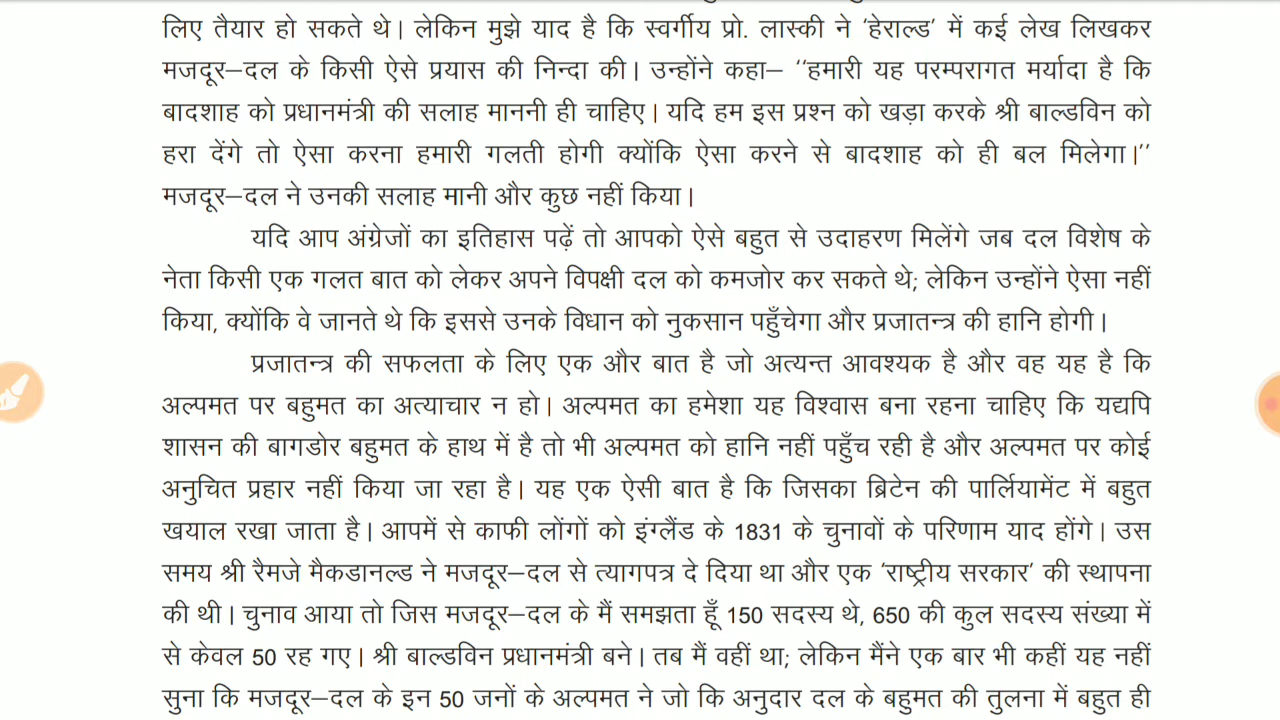 लिए तैयार हो सकते थे। लेकिन मुझे याद है कि स्वर्गीय प्रो. लास्की ने ‘हेराल्ड’ में कई लेख लिखकर
मजदूर–दल के किसी ऐसे प्रयास की निन्दा की। उन्होंने कहा– ‘‘हमारी यह परम्परागत मर्यादा है कि
बादशाह को प्रधानमंत्री की सलाह माननी ही चाहिए। यदि हम इस प्रश्न को खड़ा करके श्री बाल्डविन को
हरा देंगे तो ऐसा करना हमारी गलती होगी क्योंकि ऐसा करने से बादशाह को ही बल मिलेगा।’’
मजदूर–दल ने उनकी सलाह मानी और कुछ नहीं किया।
यदि आप अंग्रेजों का इतिहास पढ़ें तो आपको ऐसे बहुत से उदाहरण मिलेंगे जब दल विशेष के
नेता किसी एक गलत बात को लेकर अपने विपक्षी दल को कमजोर कर सकते थे; लेकिन उन्होंने ऐसा नहीं
किया, क्योंकि वे जानते थे कि इससे उनके विधान को नुकसान पहुँचेगा और प्रजातन्त्र की हानि होगी।
प्रजातन्त्र की सफलता के लिए एक और बात है जो अत्यन्त आवश्यक है और वह यह है कि
अल्पमत पर बहुमत का अत्याचार न हो। अल्पमत का हमेशा यह विश्वास बना रहना चाहिए कि यद्यपि
शासन की बागडोर बहुमत के हाथ में है तो भी अल्पमत को हानि नहीं पहुँच रही है और अल्पमत पर कोई
अनुचित प्रहार नहीं किया जा रहा है। यह एक ऐसी बात है कि जिसका ब्रिटेन की पार्लियामेंट में बहुत
खयाल रखा जाता है। आपमें से काफी लोंगों को इंग्लैंड के 1831 के चुनावों के परिणाम याद होंगे। उस
समय श्री रैमजे मैकडानल्ड ने मजदूर–दल से त्यागपत्र दे दिया था और एक ‘राष्ट्रीय सरकार’ की स्थापना
की थी। चुनाव आया तो जिस मजदूर–दल के मैं समझता हूँ 150 सदस्य थे, 650 की कुल सदस्य संख्या में
से केवल 50 रह गए। श्री बाल्डविन प्रधानमंत्री बने। तब मैं वहीं था; लेकिन मैंने एक बार भी कहीं यह नहीं
सुना कि मजदूर–दल के इन 50 जनों के अल्पमत ने जो कि अनुदार दल के बहुमत की तुलना में बहुत ही